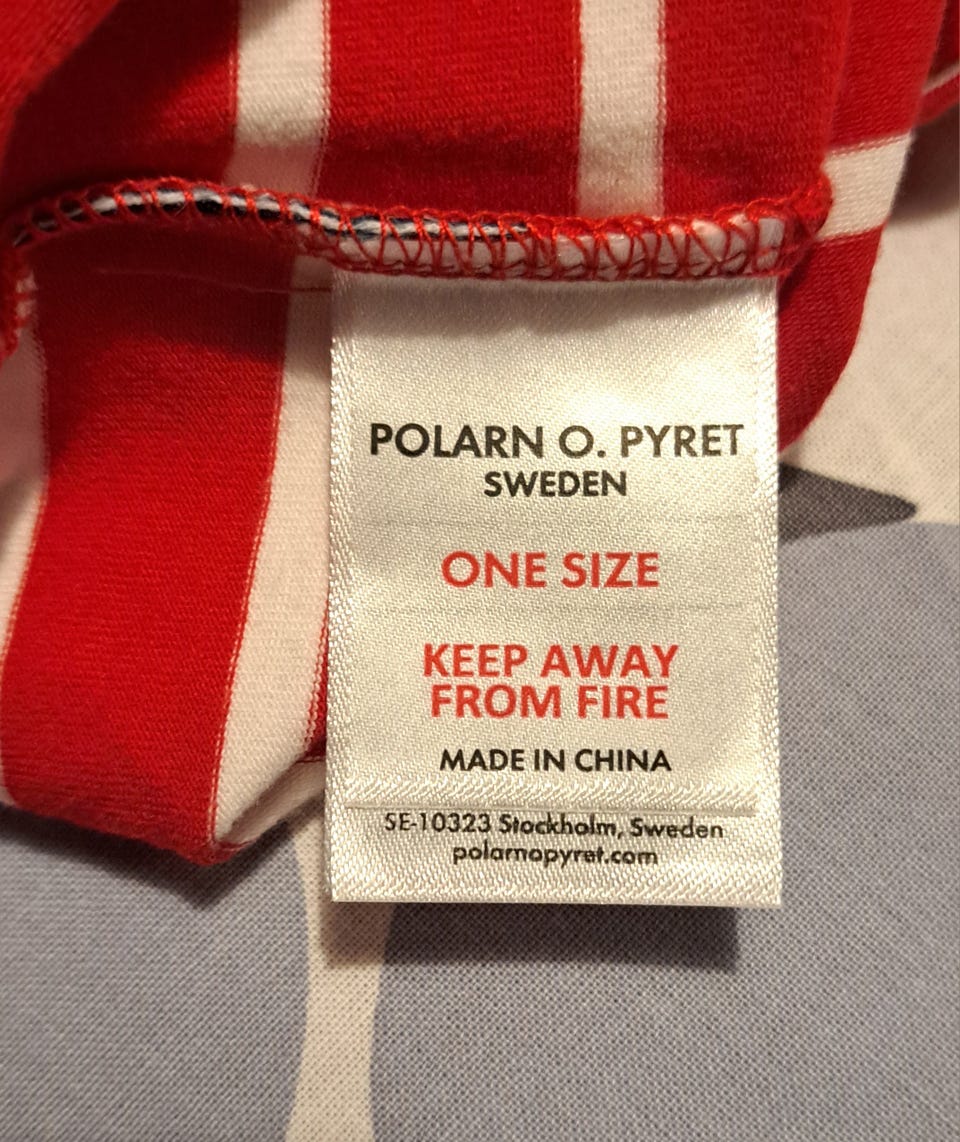 POLARN O. PYRET
SWEDEN
ONE SIZE
KEEP AWAY
FROM FIRE
MADE IN CHINA
SE-10323 Stockholm, Sweden
polarnopyret.com